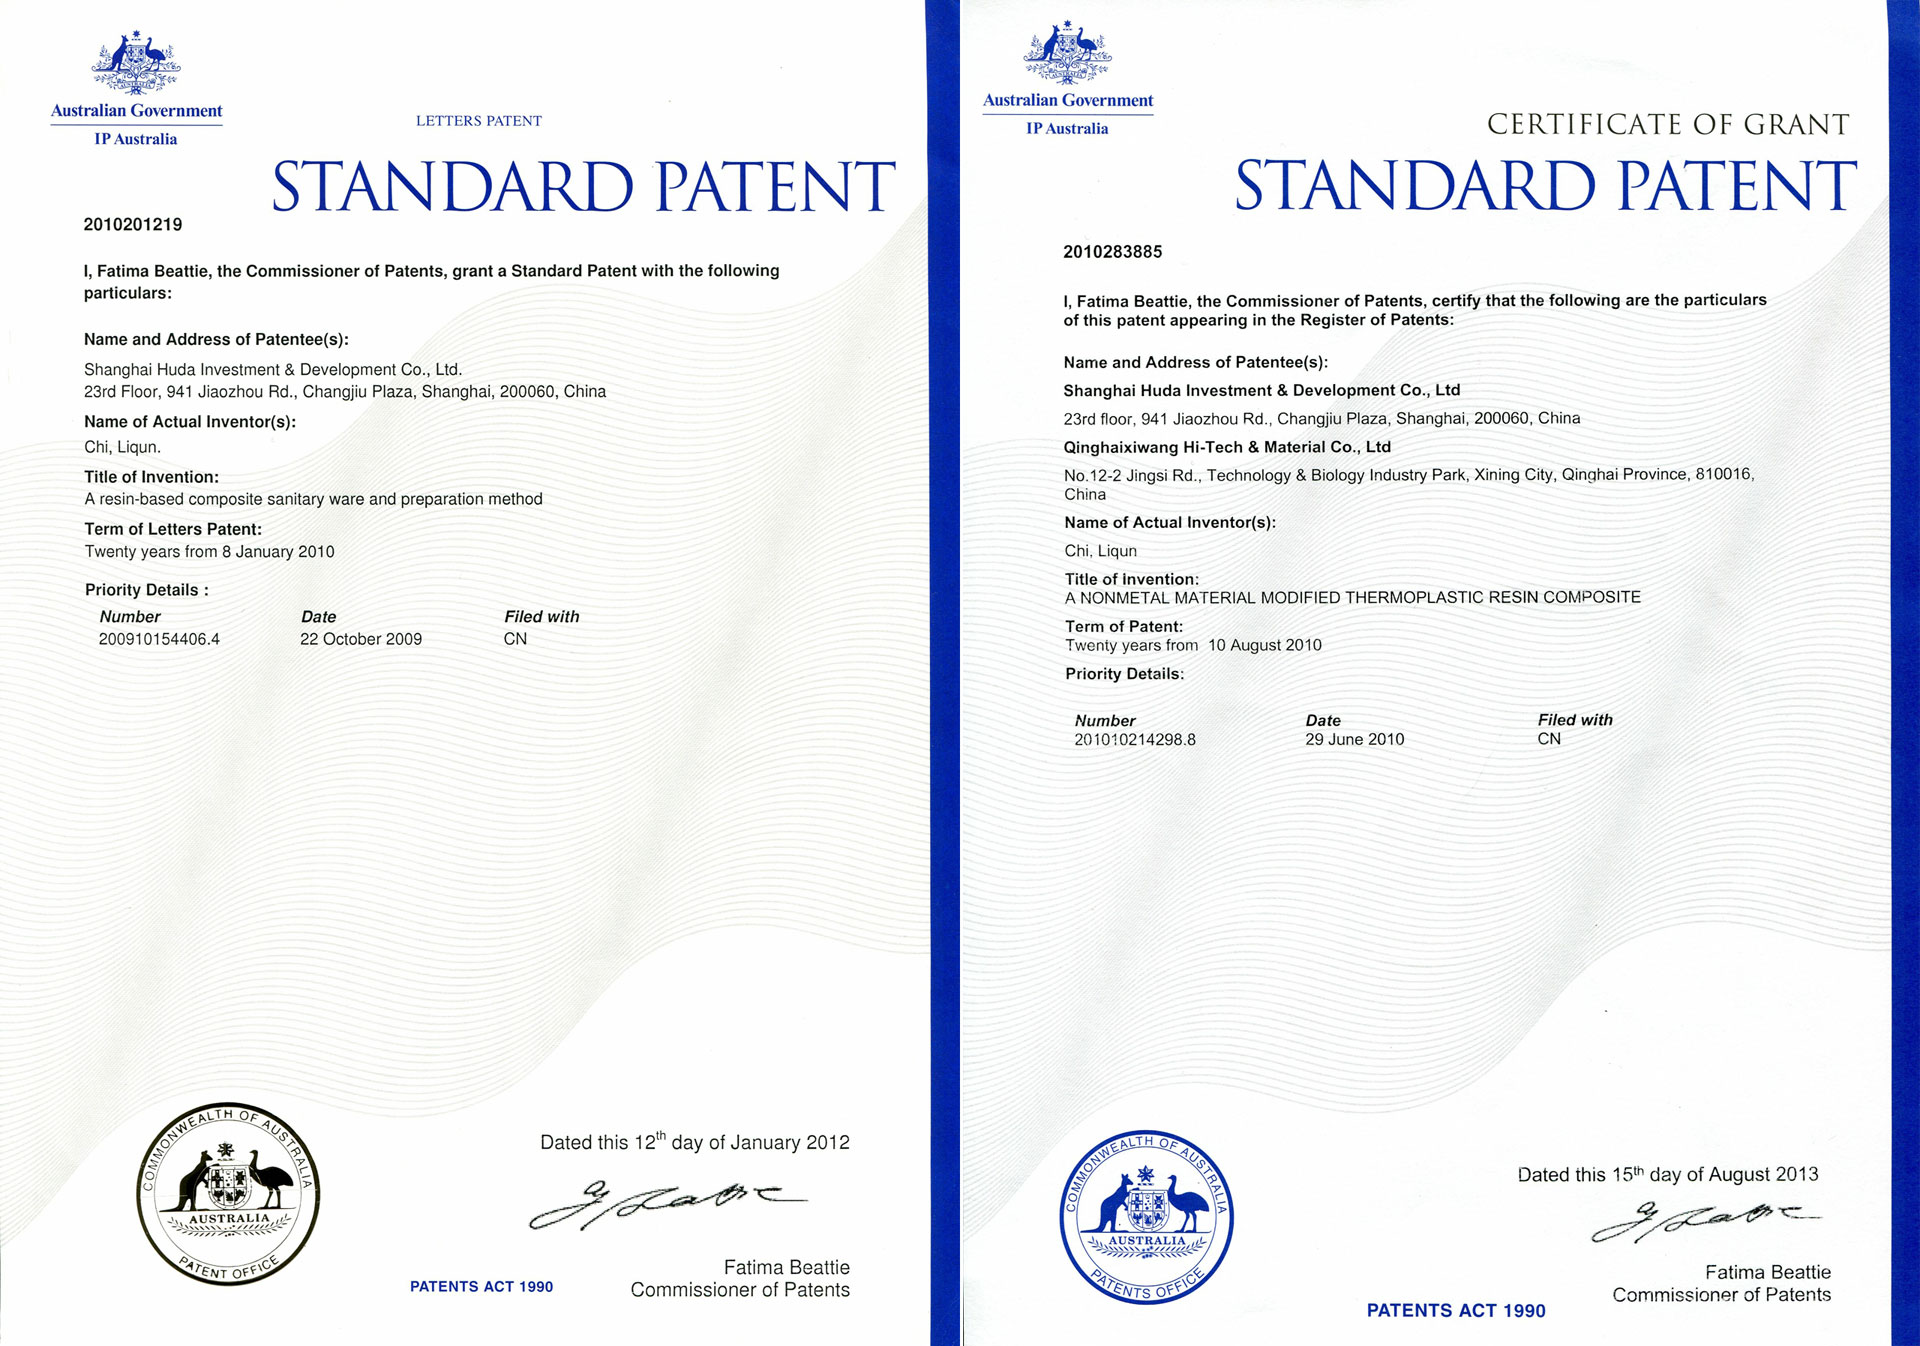 Australian Government
IP Australia
LETTERS PATENT
STANDARD PATENT
2010201219
I, Fatima Beattie, the Commissioner of Patents, grant a Standard Patent with the following
particulars:
Name and Address of Patentee(s):
Shanghai Huda Investment & Development Co., Ltd.
23rd Floor, 941 Jiaozhou Rd., Changjiu Plaza, Shanghai, 200060, China
Name of Actual Inventor(s):
Chi, Liqun.
Title of Invention:
A resin-based composite sanitary ware and preparation method
Term of Letters Patent:
Twenty years from 8 January 2010
Priority Details :
Number Date Filed with
200910154406.4 22 October 2009 CN
COMMONWEALTH OF AUSTRALIA
AUSTRALIA
PATENT OFFICE
Dated this 12th day of January 2012
Fatima Beattie
Commissioner of Patents
PATENTS ACT 1990
Australian Government
IP Australia
CERTIFICATE OF GRANT
STANDARD PATENT
2010283885
I, Fatima Beattie, the Commissioner of Patents, certify that the following are the particulars
of this patent appearing in the Register of Patents:
Name and Address of Patentee(s):
Shanghai Huda Investment & Development Co., Ltd
23rd floor, 941 Jiaozhou Rd., Changjiu Plaza, Shanghai, 200060, China
Qinghaixiwang Hi-Tech & Material Co., Ltd
No.12-2 Jingsi Rd., Technology & Biology Industry Park, Xining City, Qinghai Province, 810016,
China
Name of Actual Inventor(s):
Chi, Liqun
Title of Invention:
A NONMETAL MATERIAL MODIFIED THERMOPLASTIC RESIN COMPOSITE
Term of Patent:
Twenty years from 10 August 2010
Priority Details:
Number Date Filed with
201010214298.8 29 June 2010 CN
COMMONWEALTH OF AUSTRALIA
AUSTRALIA
PATENTS OFFICE
Dated this 15th day of August 2013
Fatima Beattie
Commissioner of Patents
PATENTS ACT 1990